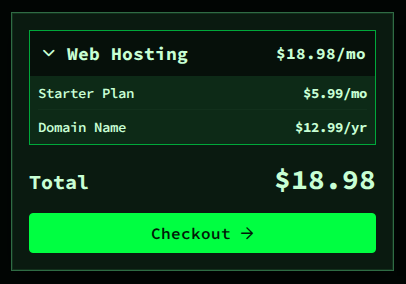 Web Hosting $18.98/mo
Starter Plan $5.99/mo
Domain Name $12.99/yr
Total $18.98
Checkout →